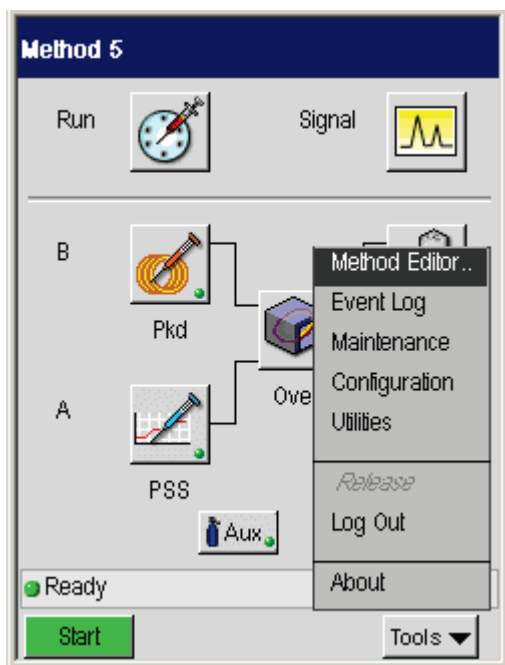 Method 5
Run
Signal
B
Pkd
A
PSS
Ove
Aux
Method Editor..
Event Log
Maintenance
Configuration
Utilities
Release
Log Out
About
Ready
Start
Tools